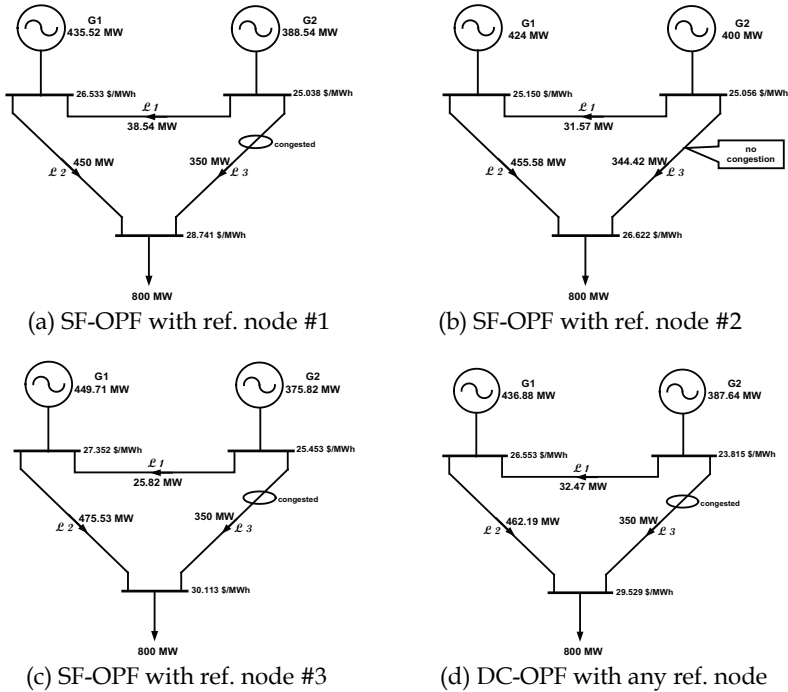 G1
435.52 MW
G2
388.54 MW
26.533 $/MWh
25.038 $/MWh
ℒ 1
38.54 MW
congested
450 MW
ℒ 2
350 MW
ℒ 3
28.741 $/MWh
800 MW
(a) SF-OPF with ref. node #1
G1
424 MW
G2
400 MW
25.150 $/MWh
25.056 $/MWh
ℒ 1
31.57 MW
no
congestion
455.58 MW
ℒ 2
344.42 MW
ℒ 3
26.622 $/MWh
800 MW
(b) SF-OPF with ref. node #2
G1
449.71 MW
G2
375.82 MW
27.352 $/MWh
25.453 $/MWh
ℒ 1
25.82 MW
congested
475.53 MW
ℒ 2
350 MW
ℒ 3
30.113 $/MWh
800 MW
(c) SF-OPF with ref. node #3
G1
436.88 MW
G2
387.64 MW
26.553 $/MWh
23.815 $/MWh
ℒ 1
32.47 MW
congested
462.19 MW
ℒ 2
350 MW
ℒ 3
29.529 $/MWh
800 MW
(d) DC-OPF with any ref. node